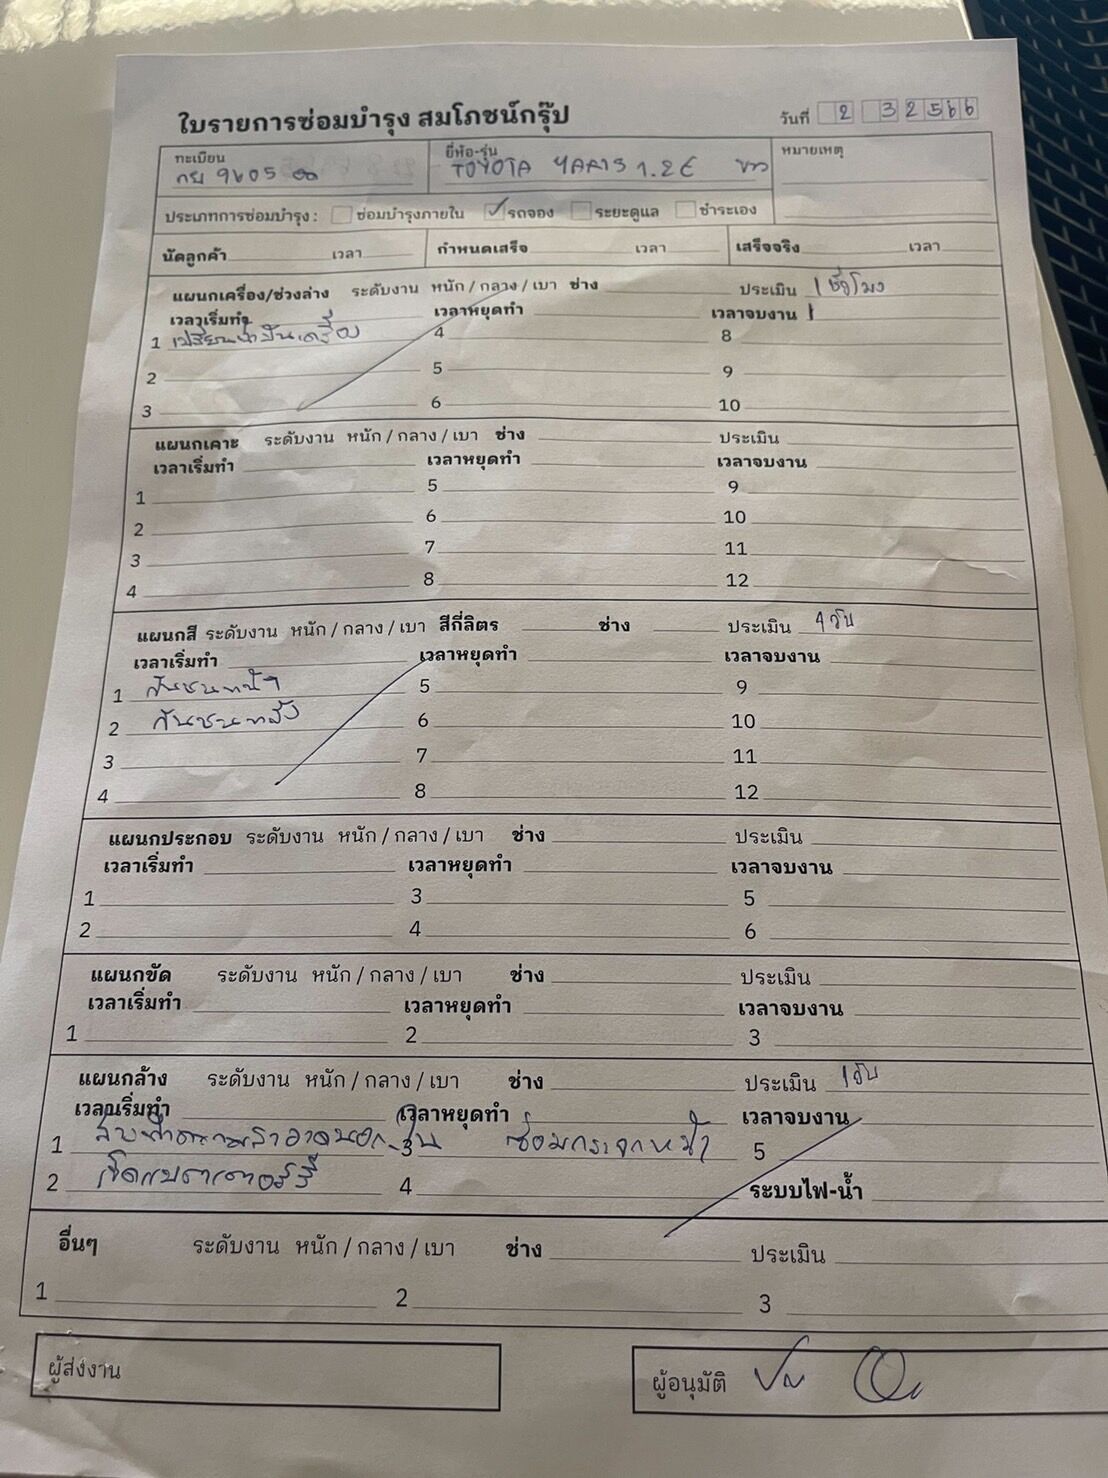 ใบรายการซ่อมบำรุง สมโภชน์กรุ๊ป
วันที่ 2 3 2566
ทะเบียน ยี่ห้อ-รุ่น หมายเหตุ
กย 9605 TOYOTA YARIS 1.2E ขาว
ประเภทการซ่อมบำรุง : ซ่อมบำรุงภายใน ✓ รถจอง ระยะดูแล ชำระเอง
นัดลูกค้า เวลา กำหนดเสร็จ เวลา เสร็จจริง เวลา
แผนกเครื่อง/ช่วงล่าง ระดับงาน หนัก / กลาง / เบา ช่าง ประเมิน 1 ชั่วโมง
เวลาเริ่มทำ เวลาหยุดทำ เวลาจบงาน
1 เปลี่ยนน้ำมันเครื่อง 4 8
2 5 9
3 6 10
แผนกเคาะ ระดับงาน หนัก / กลาง / เบา ช่าง ประเมิน
เวลาเริ่มทำ เวลาหยุดทำ เวลาจบงาน
1 5 9
2 6 10
3 7 11
4 8 12
แผนกสี ระดับงาน หนัก / กลาง / เบา สีกี่ลิตร ช่าง ประเมิน 4 วัน
เวลาเริ่มทำ เวลาหยุดทำ เวลาจบงาน
1 กันชนหน้า 5 9
2 กันชนหลัง 6 10
3 7 11
4 8 12
แผนกประกอบ ระดับงาน หนัก / กลาง / เบา ช่าง ประเมิน
เวลาเริ่มทำ เวลาหยุดทำ เวลาจบงาน
1 3 5
2 4 6
แผนกขัด ระดับงาน หนัก / กลาง / เบา ช่าง ประเมิน
เวลาเริ่มทำ เวลาหยุดทำ เวลาจบงาน
1 2 3
แผนกล้าง ระดับงาน หนัก / กลาง / เบา ช่าง ประเมิน 1 วัน
เวลาเริ่มทำ เวลาหยุดทำ เวลาจบงาน
1 3 ซ่อมกระจกหน้า 5
2 เช็คแบตเตอร์รี่ 4 ระบบไฟ-น้ำ
อื่นๆ ระดับงาน หนัก / กลาง / เบา ช่าง ประเมิน
1 2 3
ผู้ส่งงาน ผู้อนุมัติ